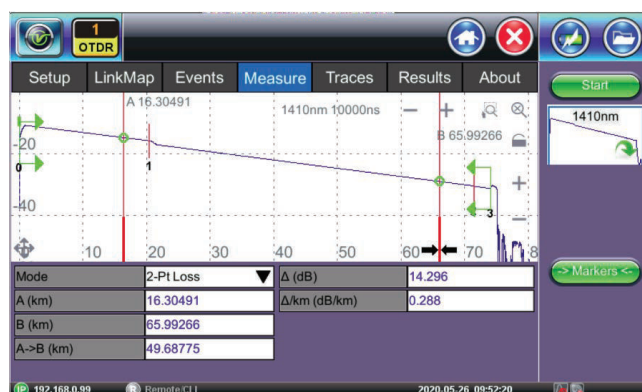 1
OTDR
Setup LinkMap Events Measure Traces Results About
Start
A 16.30491
1410nm 10000ns
B 65.99266
1410nm
-20
0
1
-40
3
10 20 30 40 50 60 70 8
Mode 2-Pt Loss Δ (dB) 14.296
A (km) 16.30491 Δ/km (dB/km) 0.288
B (km) 65.99266
A->B (km) 49.68775
-> Markers <-
IP 192.168.0.99 R Remote/CLI 2020-05-26 09:52:20